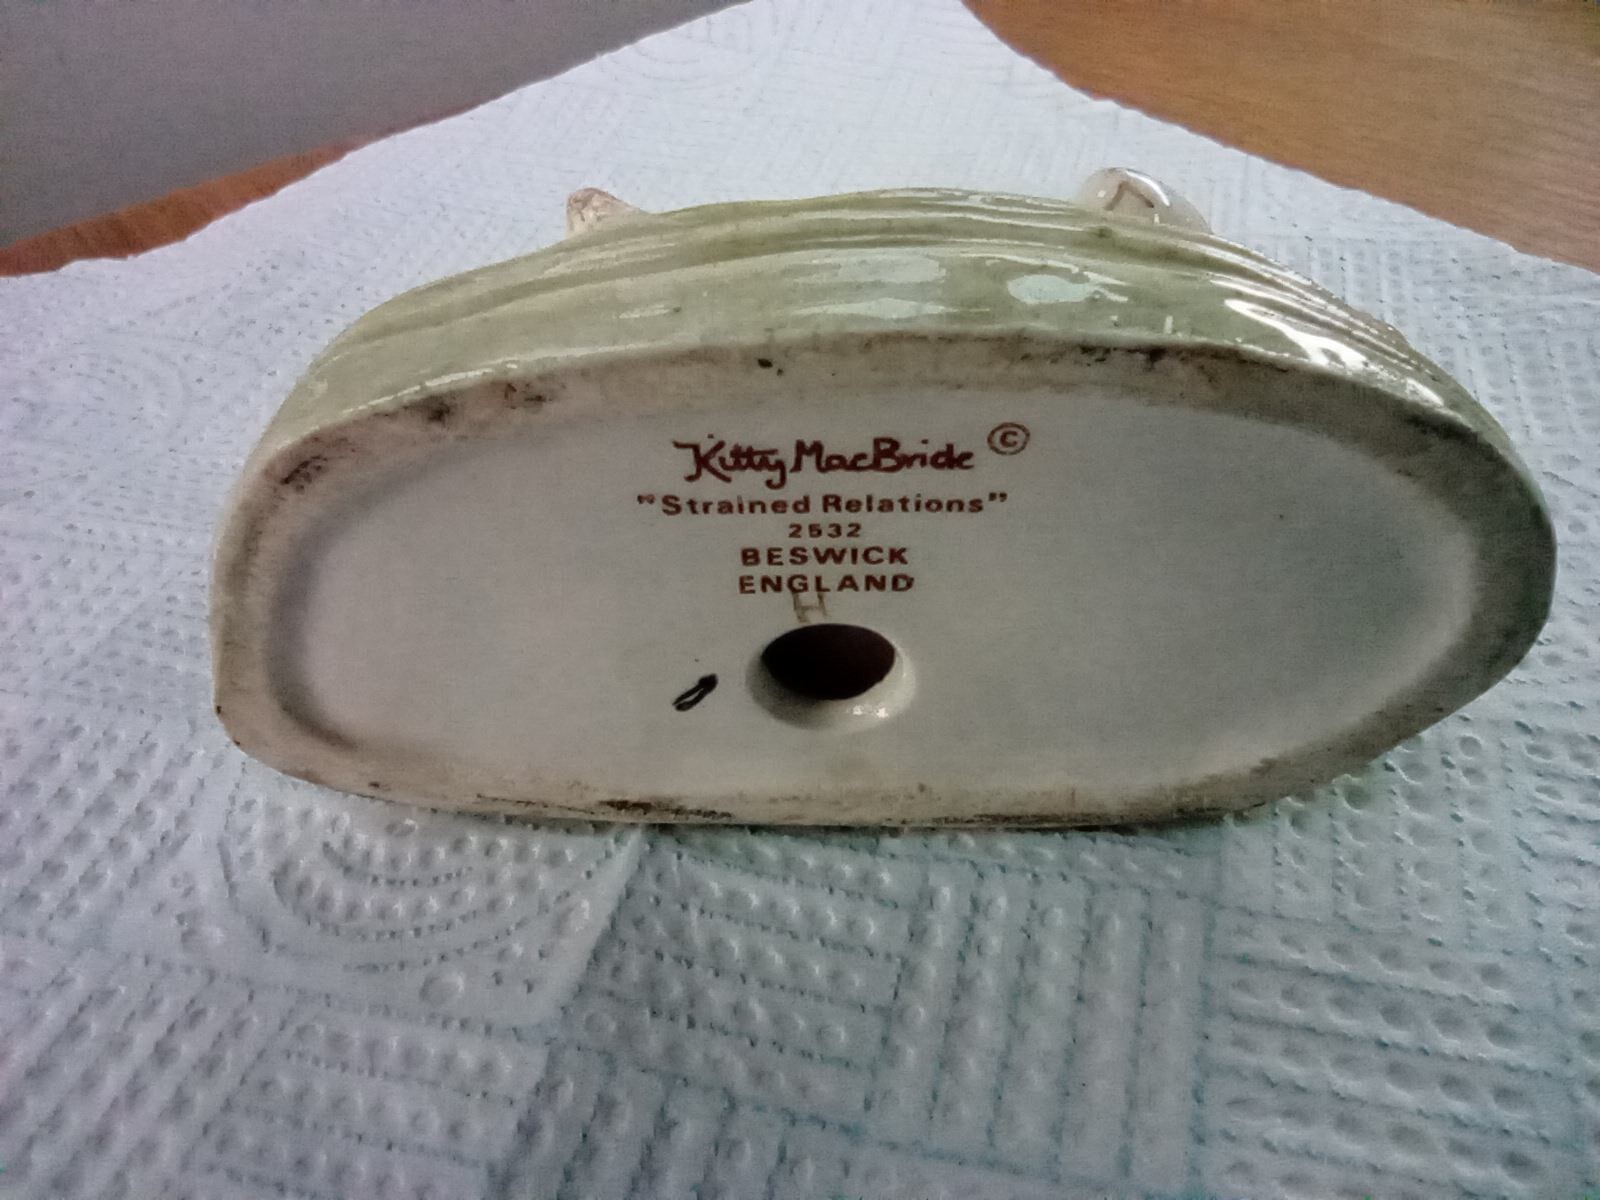 Kitty MacBride ©
"Strained Relations"
2532
BESWICK
ENGLAND
H